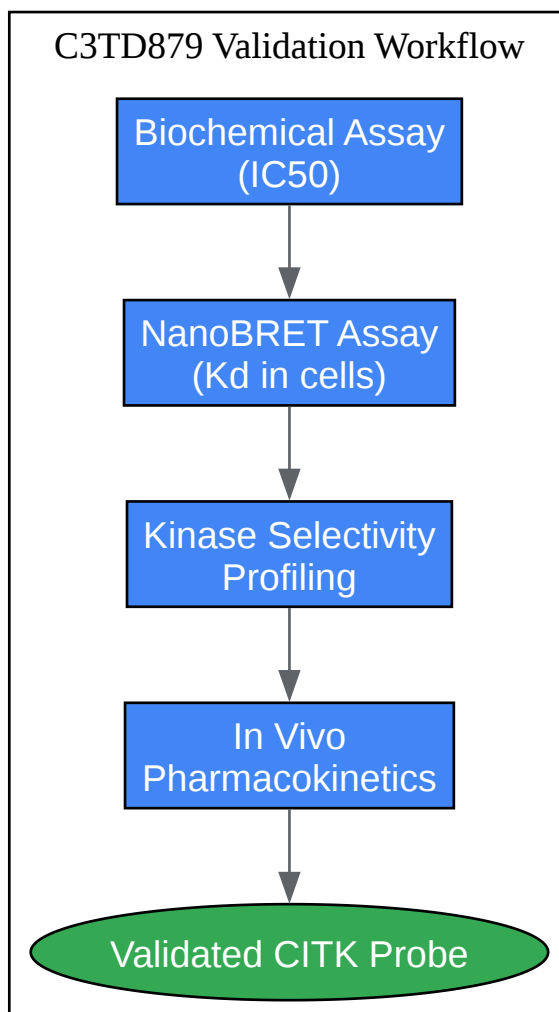 C3TD879 Validation Workflow
Biochemical Assay
(IC50)
NanoBRET Assay
(Kd in cells)
Kinase Selectivity
Profiling
In Vivo
Pharmacokinetics
Validated CITK Probe